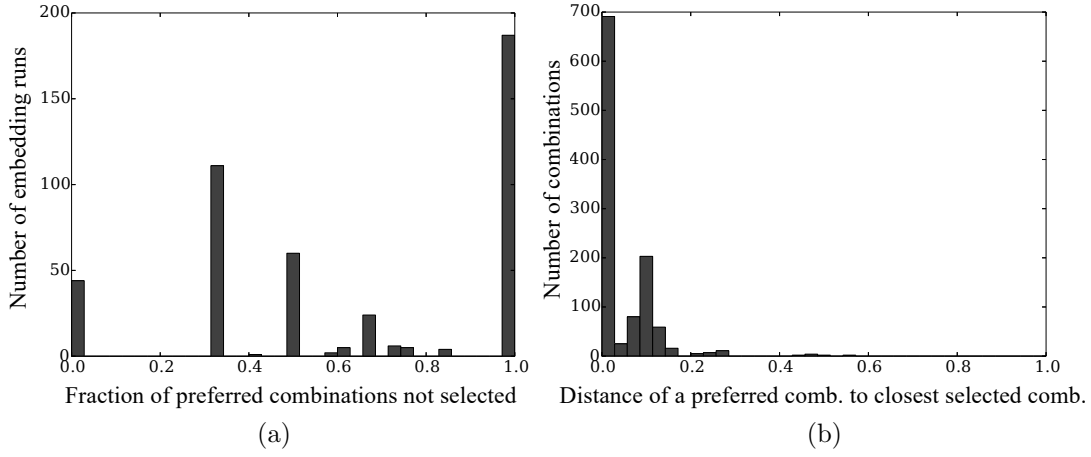 200
150
100
50
0
0.0 0.2 0.4 0.6 0.8 1.0
Number of embedding runs
Fraction of preferred combinations not selected
(a)
700
600
500
400
300
200
100
0
0.0 0.2 0.4 0.6 0.8 1.0
Number of combinations
Distance of a preferred comb. to closest selected comb.
(b)